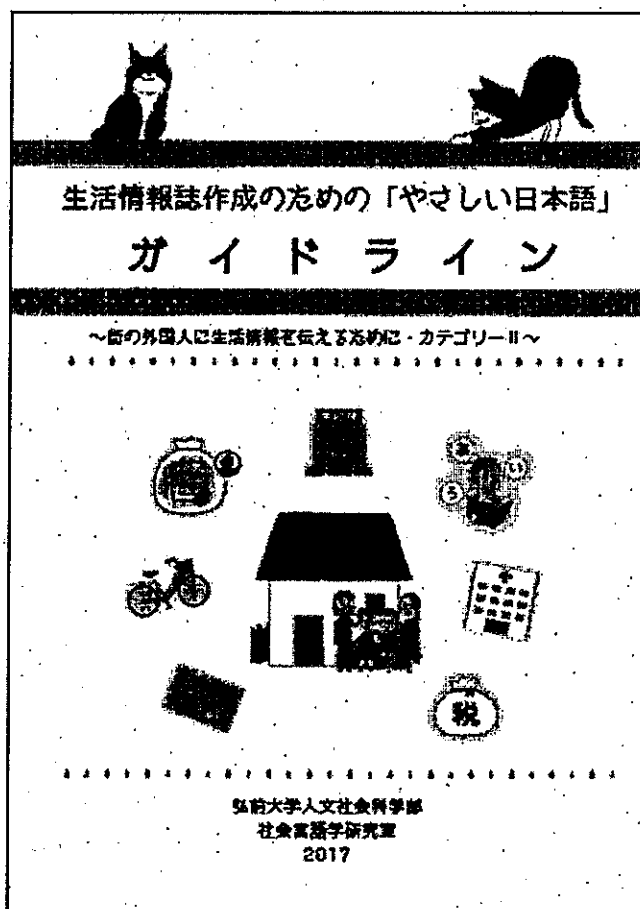 生活情報誌作成のための「やさしい日本語」
ガイドライン
～街の外国人に生活情報を伝えるために・カテゴリーⅡ～
あ
い
う
税
弘前大学人文社会科学部
社会言語学研究室
2017